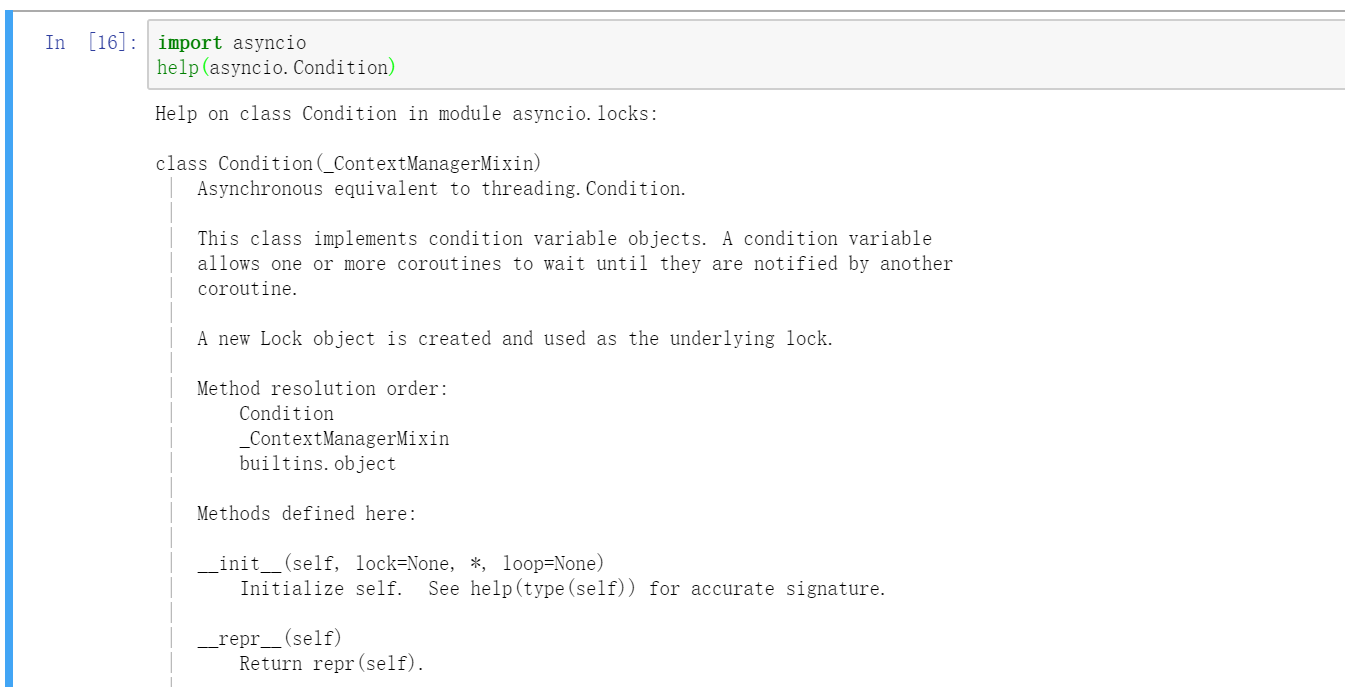 In [16]: import asyncio
help(asyncio.Condition)
Help on class Condition in module asyncio.locks:
class Condition(_ContextManagerMixin)
 |  Asynchronous equivalent to threading.Condition.
 |
 |  This class implements condition variable objects. A condition variable
 |  allows one or more coroutines to wait until they are notified by another
 |  coroutine.
 |
 |  A new Lock object is created and used as the underlying lock.
 |
 |  Method resolution order:
 |      Condition
 |      _ContextManagerMixin
 |      builtins.object
 |
 |  Methods defined here:
 |
 |  __init__(self, lock=None, *, loop=None)
 |      Initialize self.  See help(type(self)) for accurate signature.
 |
 |  __repr__(self)
 |      Return repr(self).
 |